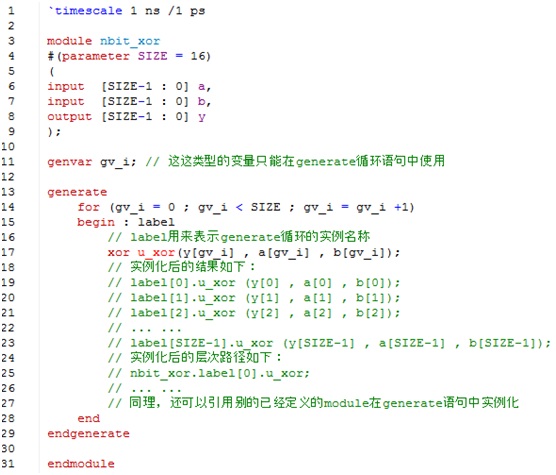 1 `timescale 1 ns /1 ps
2
3 module nbit_xor
4 #(parameter SIZE = 16)
5 (
6 input  [SIZE-1 : 0] a,
7 input  [SIZE-1 : 0] b,
8 output [SIZE-1 : 0] y
9 );
10
11 genvar gv_i; // 这这类型的变量只能在generate循环语句中使用
12
13 generate
14     for (gv_i = 0 ; gv_i < SIZE ; gv_i = gv_i +1)
15     begin : label
16         // label用来表示generate循环的实例名称
17         xor u_xor(y[gv_i] , a[gv_i] , b[gv_i]);
18         // 实例化后的结果如下：
19         // label[0].u_xor (y[0] , a[0] , b[0]);
20         // label[1].u_xor (y[1] , a[1] , b[1]);
21         // label[2].u_xor (y[2] , a[2] , b[2]);
22         // ... ...
23         // label[SIZE-1].u_xor (y[SIZE-1] , a[SIZE-1] , b[SIZE-1]);
24         // 实例化后的层次路径如下：
25         // nbit_xor.label[0].u_xor;
26         // ... ...
27         // 同理，还可以引用别的已经定义的module在generate语句中实例化
28     end
29 endgenerate
30
31 endmodule